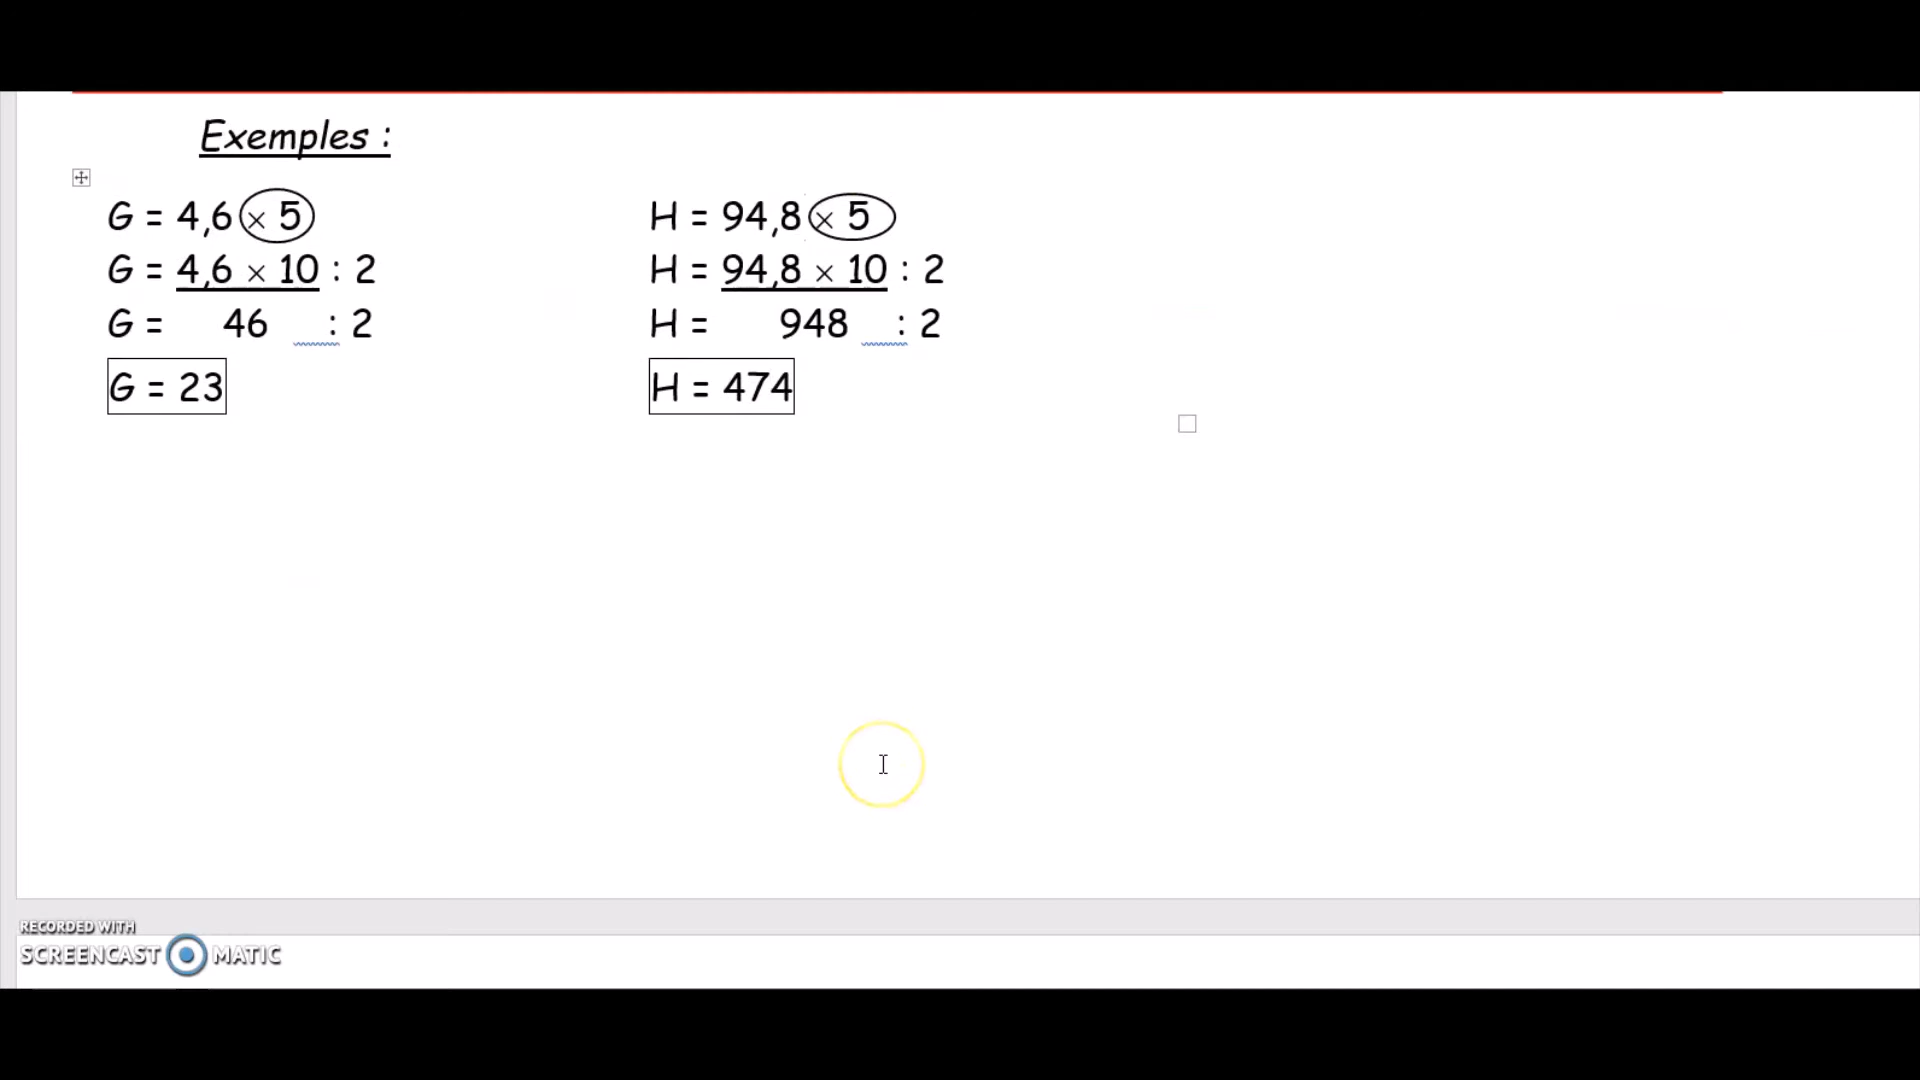 Exemples :
G = 4,6 × 5
G = 4,6 × 10 : 2
G = 46 : 2
G = 23
H = 94,8 × 5
H = 94,8 × 10 : 2
H = 948 : 2
H = 474
RECORDED WITH
SCREENCAST MATIC